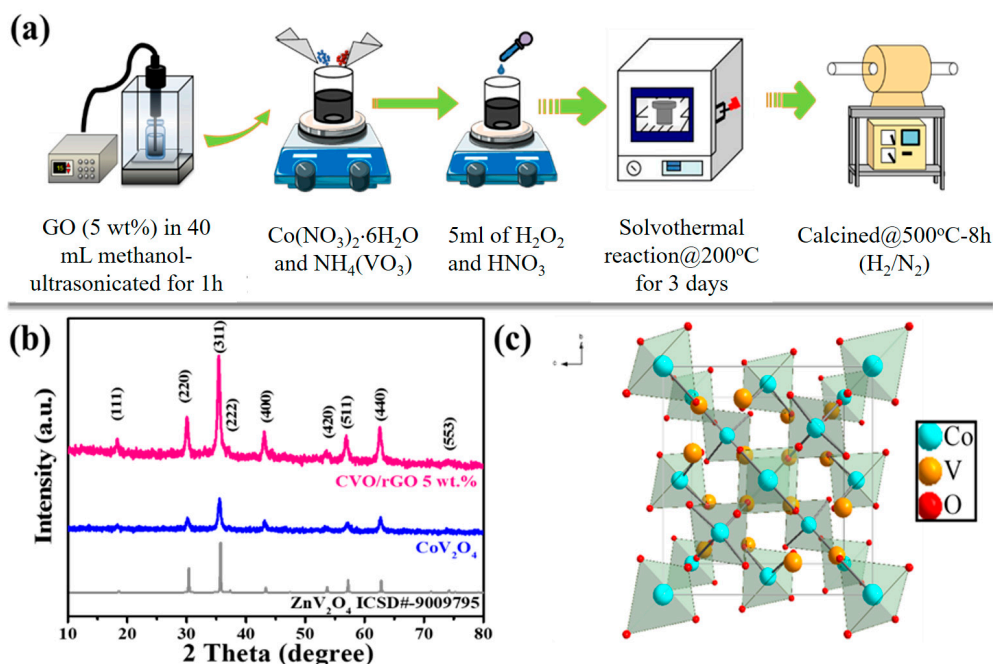 (a)
GO (5 wt%) in 40
mL methanol-
ultrasonicated for 1h
Co(NO₃)₂·6H₂O
and NH₄(VO₃)
5ml of H₂O₂
and HNO₃
Solvothermal
reaction@200°C
for 3 days
Calcined@500°C-8h
(H₂/N₂)
(b)
Intensity (a.u.)
(111)
(220)
(311)
(222)
(400)
(420)
(511)
(440)
(553)
CVO/rGO 5 wt.%
CoV₂O₄
ZnV₂O₄ ICSD#-9009795
10 20 30 40 50 60 70 80
2 Theta (degree)
(c)
Co
V
O